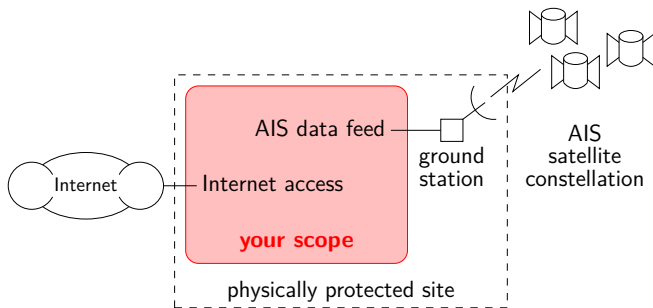 AIS data feed
ground
station
AIS
satellite
constellation
Internet
Internet access
your scope
physically protected site